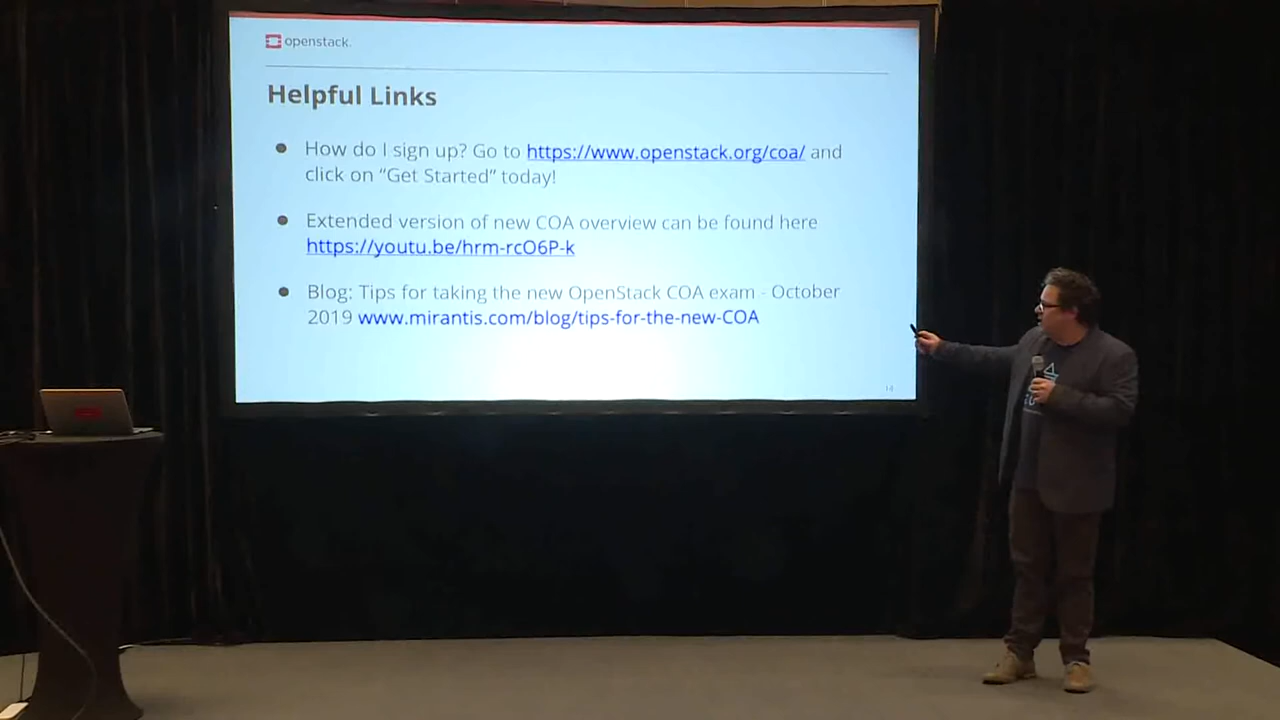 openstack.
Helpful Links
How do I sign up? Go to https://www.openstack.org/coa/ and
click on “Get Started” today!
Extended version of new COA overview can be found here
https://youtu.be/hrm-rcO6P-k
Blog: Tips for taking the new OpenStack COA exam - October
2019 www.mirantis.com/blog/tips-for-the-new-COA
14